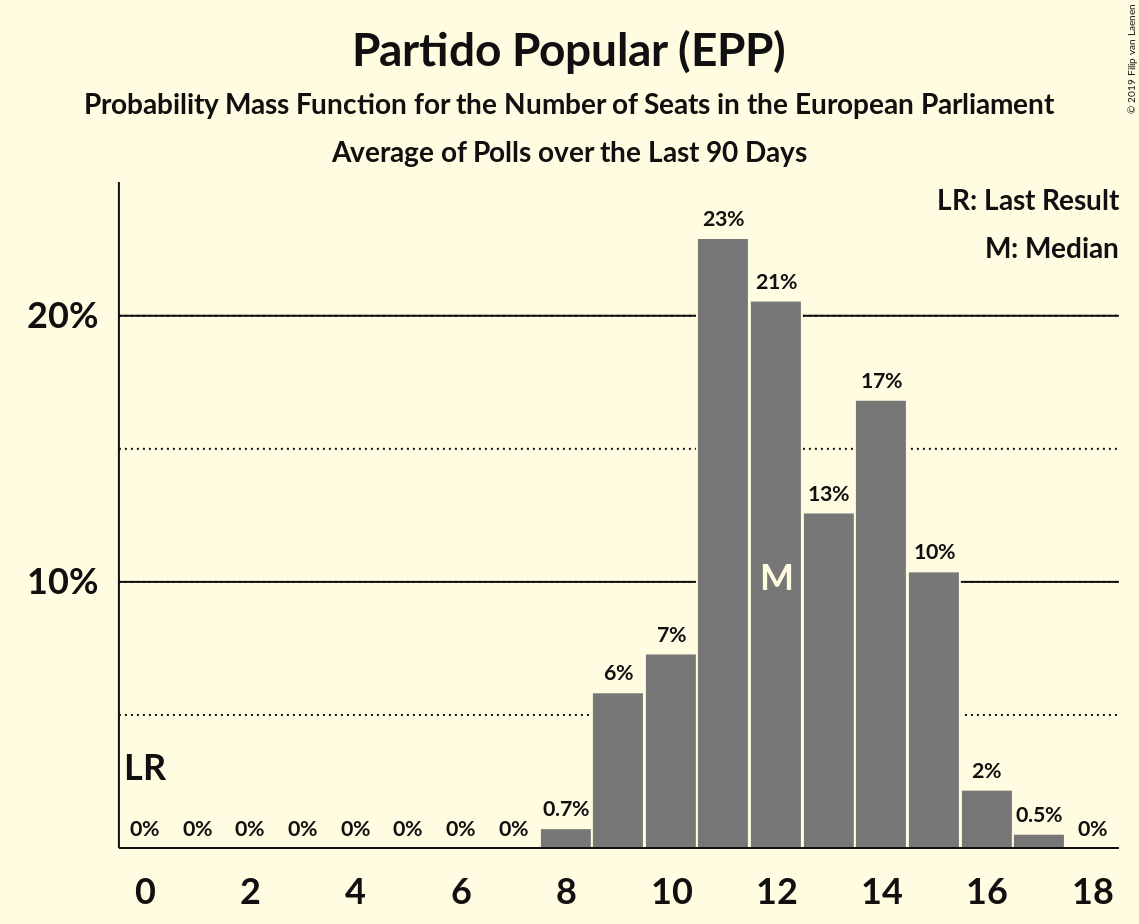 Partido Popular (EPP)
Probability Mass Function for the Number of Seats in the European Parliament
Average of Polls over the Last 90 Days
© 2019 Filip van Laenen
LR: Last Result
M: Median
23%
21%
20%
17%
13%
10%
M
10%
7%
6%
LR
2%
0.7%
0.5%
0% 0% 0% 0% 0% 0% 0% 0% 0%
0 2 4 6 8 10 12 14 16 18